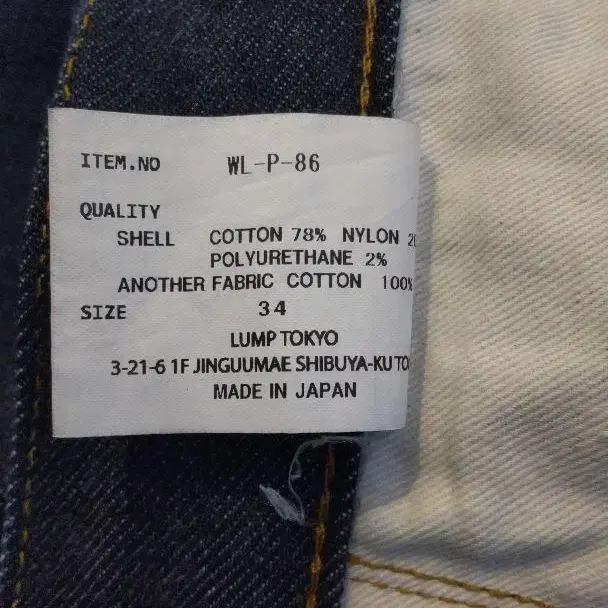 ITEM.NO WL-P-86
QUALITY
SHELL COTTON 78% NYLON
POLYURETHANE 2%
ANOTHER FABRIC COTTON 100%
SIZE 34
LUMP TOKYO
3-21-6 1F JINGUUMAE SHIBUYA-KU
MADE IN JAPAN